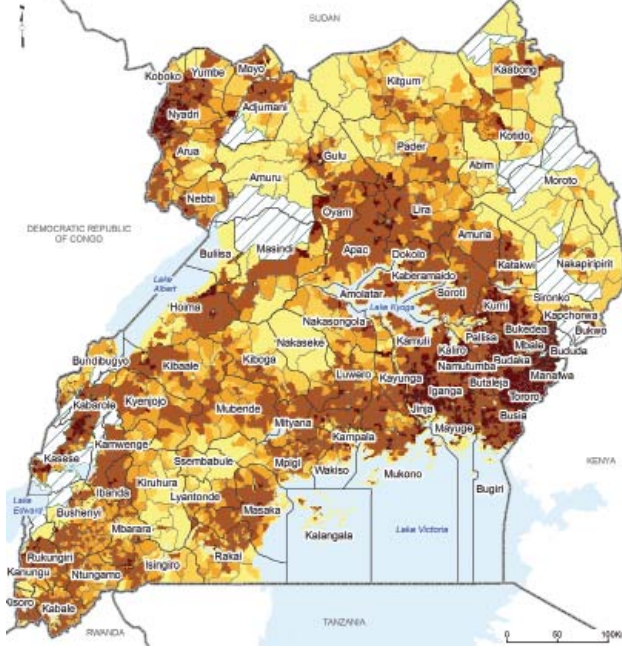 N
SUDAN
Koboko
Yumbe
Moyo
Kaabong
Kitgum
Nyadri
Adjumani
Kotido
Arua
Gulu
Pader
Abim
Amuru
Moroto
Nebbi
Oyam
Lira
DEMOCRATIC REPUBLIC
OF CONGO
Masindi
Amuria
Buliisa
Apac
Dokolo
Katakwi
Nakapiripirit
Kaberamaido
Lake
Albert
Amolatar
Soroti
Sironko
Hoima
Lake Kyoga
Kumi
Kapchorwa
Nakasongola
Bukedea
Bukwo
Nakaseke
Kamuli
Pallisa
Mbale
Bundibugyo
Kiboga
Kaliro
Budaka
Bududa
Kibaale
Luwero
Kayunga
Namutumba
Manafwa
Kabarole
Kyenjojo
Iganga
Butaleja
Mubende
Tororo
Mityana
Jinja
Busia
Kamwenge
Kampala
Mayuge
Kasese
Ssembabule
Mpigi
Wakiso
Mukono
KENYA
Lake
Edward
Ibanda
Kiruhura
Lyantonde
Bugiri
Bushenyi
Masaka
Mbarara
Kalangala
Lake Victoria
Rukungiri
Rakai
Kanungu
Ntungamo
Isingiro
Kisoro
Kabale
RWANDA
TANZANIA
0 50 100K